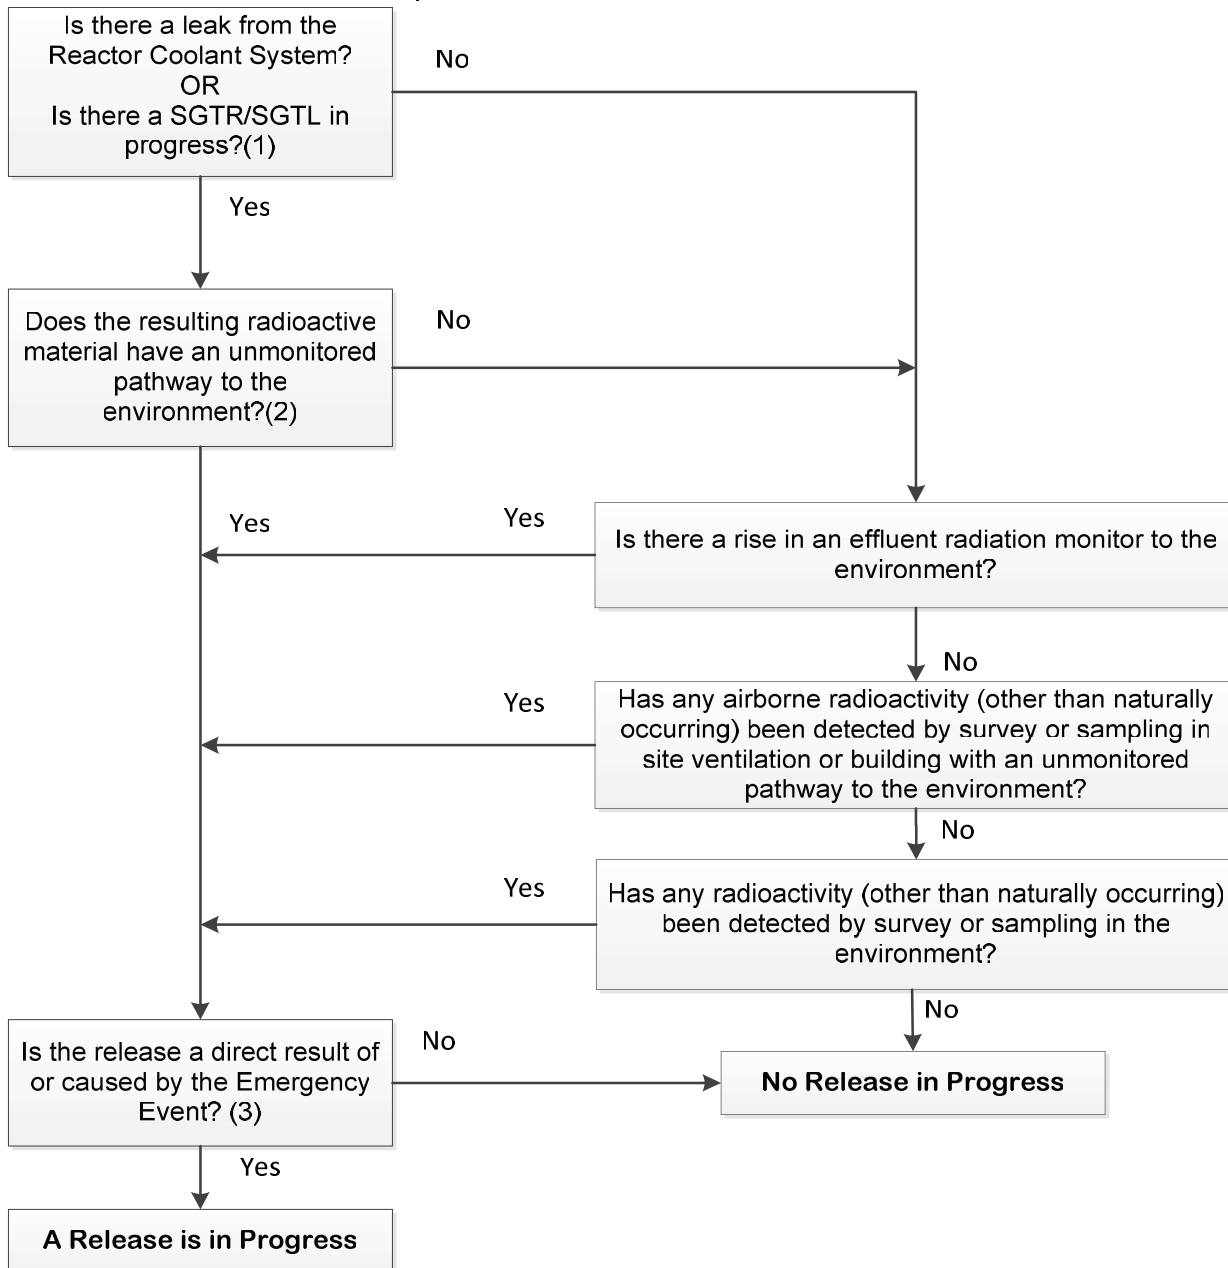 Is there a leak from the
Reactor Coolant System?
OR
Is there a SGTR/SGTL in
progress?(1)
No
Yes
Does the resulting radioactive
material have an unmonitored
pathway to the
environment?(2)
No
Yes
Yes
Is there a rise in an effluent radiation monitor to the
environment?
No
Yes
Has any airborne radioactivity (other than naturally
occurring) been detected by survey or sampling in
site ventilation or building with an unmonitored
pathway to the environment?
No
Yes
Has any radioactivity (other than naturally occurring)
been detected by survey or sampling in the
environment?
No
Is the release a direct result of
or caused by the Emergency
Event? (3)
No
No Release in Progress
Yes
A Release is in Progress